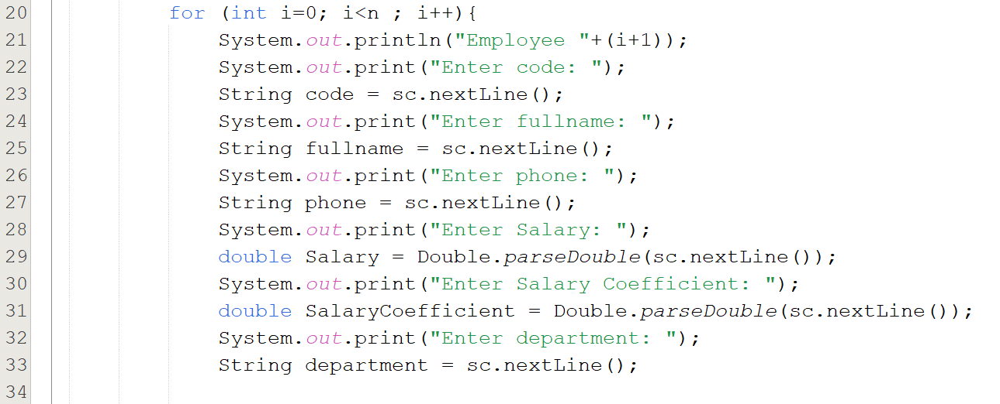 20 for (int i=0; i<n ; i++){
21 System.out.println("Employee "+(i+1));
22 System.out.print("Enter code: ");
23 String code = sc.nextLine();
24 System.out.print("Enter fullname: ");
25 String fullname = sc.nextLine();
26 System.out.print("Enter phone: ");
27 String phone = sc.nextLine();
28 System.out.print("Enter Salary: ");
29 double Salary = Double.parseDouble(sc.nextLine());
30 System.out.print("Enter Salary Coefficient: ");
31 double SalaryCoefficient = Double.parseDouble(sc.nextLine());
32 System.out.print("Enter department: ");
33 String department = sc.nextLine();
34